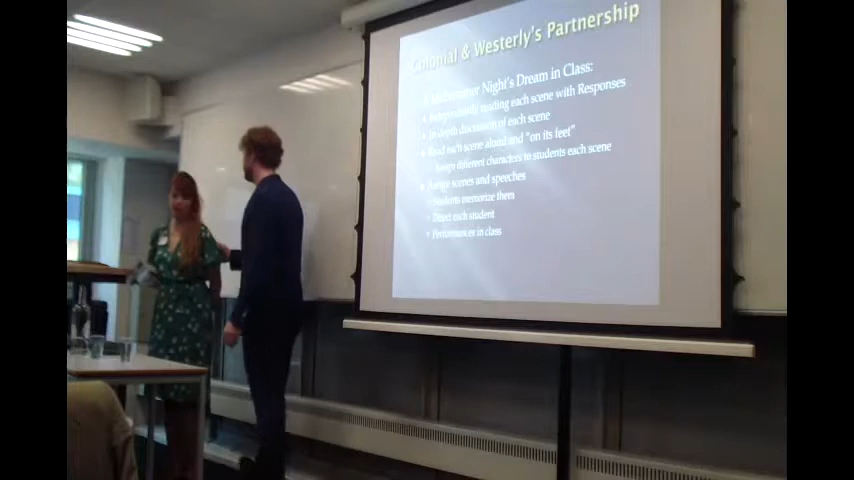 Colonial & Westerly's Partnership
Midsummer Night's Dream in Class:
Independently reading each scene with Responses
In depth discussion of each scene
Read each scene aloud and "on its feet"
Assign different characters to students each scene
Assign scenes and speeches
Students memorize them
Direct each student
Performances in class